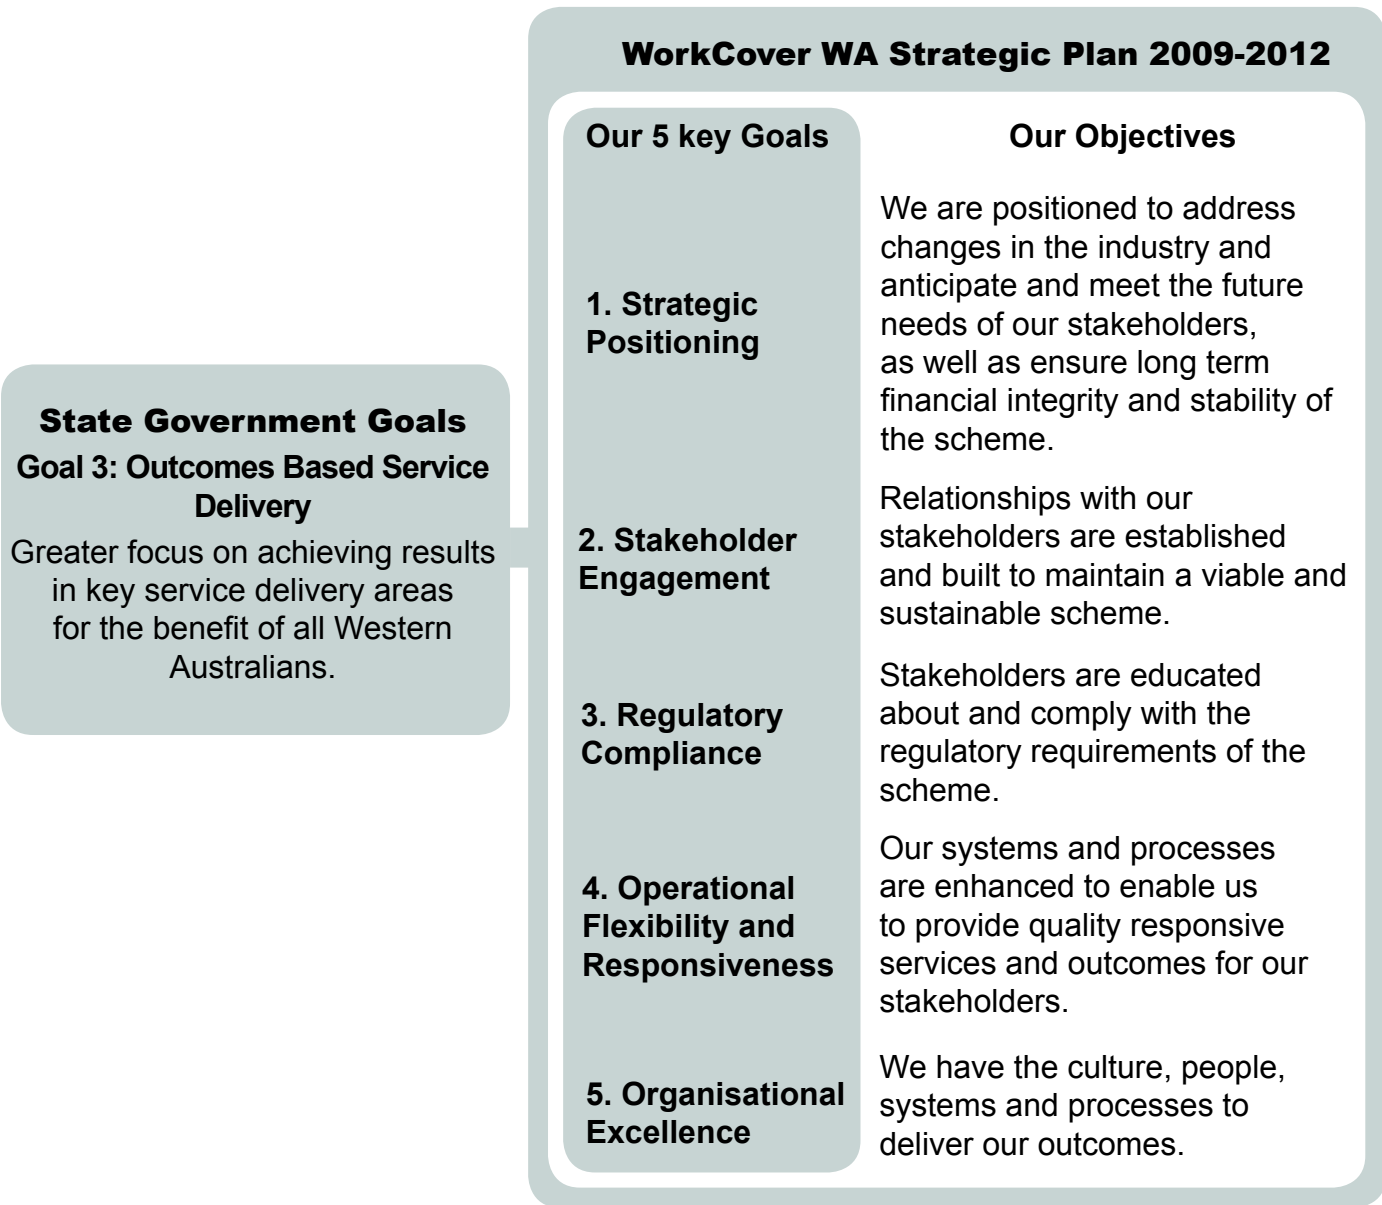 WorkCover WA Strategic Plan 2009-2012
State Government Goals
Goal 3: Outcomes Based Service
Delivery
Greater focus on achieving results
in key service delivery areas
for the benefit of all Western
Australians.
Our 5 key Goals
Our Objectives
1. Strategic
Positioning
We are positioned to address
changes in the industry and
anticipate and meet the future
needs of our stakeholders,
as well as ensure long term
financial integrity and stability of
the scheme.
2. Stakeholder
Engagement
Relationships with our
stakeholders are established
and built to maintain a viable and
sustainable scheme.
3. Regulatory
Compliance
Stakeholders are educated
about and comply with the
regulatory requirements of the
scheme.
4. Operational
Flexibility and
Responsiveness
Our systems and processes
are enhanced to enable us
to provide quality responsive
services and outcomes for our
stakeholders.
5. Organisational
Excellence
We have the culture, people,
systems and processes to
deliver our outcomes.